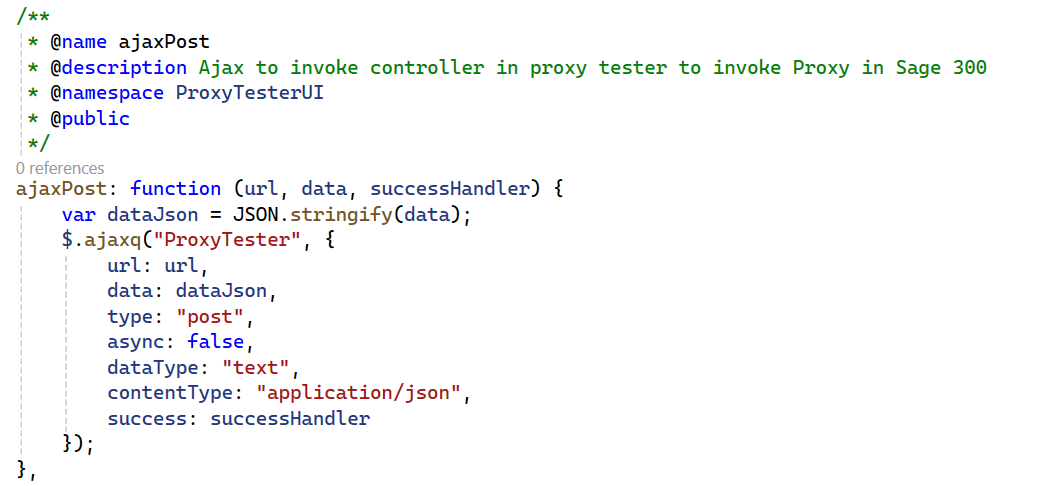 /**
 * @name ajaxPost
 * @description Ajax to invoke controller in proxy tester to invoke Proxy in Sage 300
 * @namespace ProxyTesterUI
 * @public
 */
0 references
ajaxPost: function (url, data, successHandler) {
    var dataJson = JSON.stringify(data);
    $.ajaxq("ProxyTester", {
        url: url,
        data: dataJson,
        type: "post",
        async: false,
        dataType: "text",
        contentType: "application/json",
        success: successHandler
    });
},